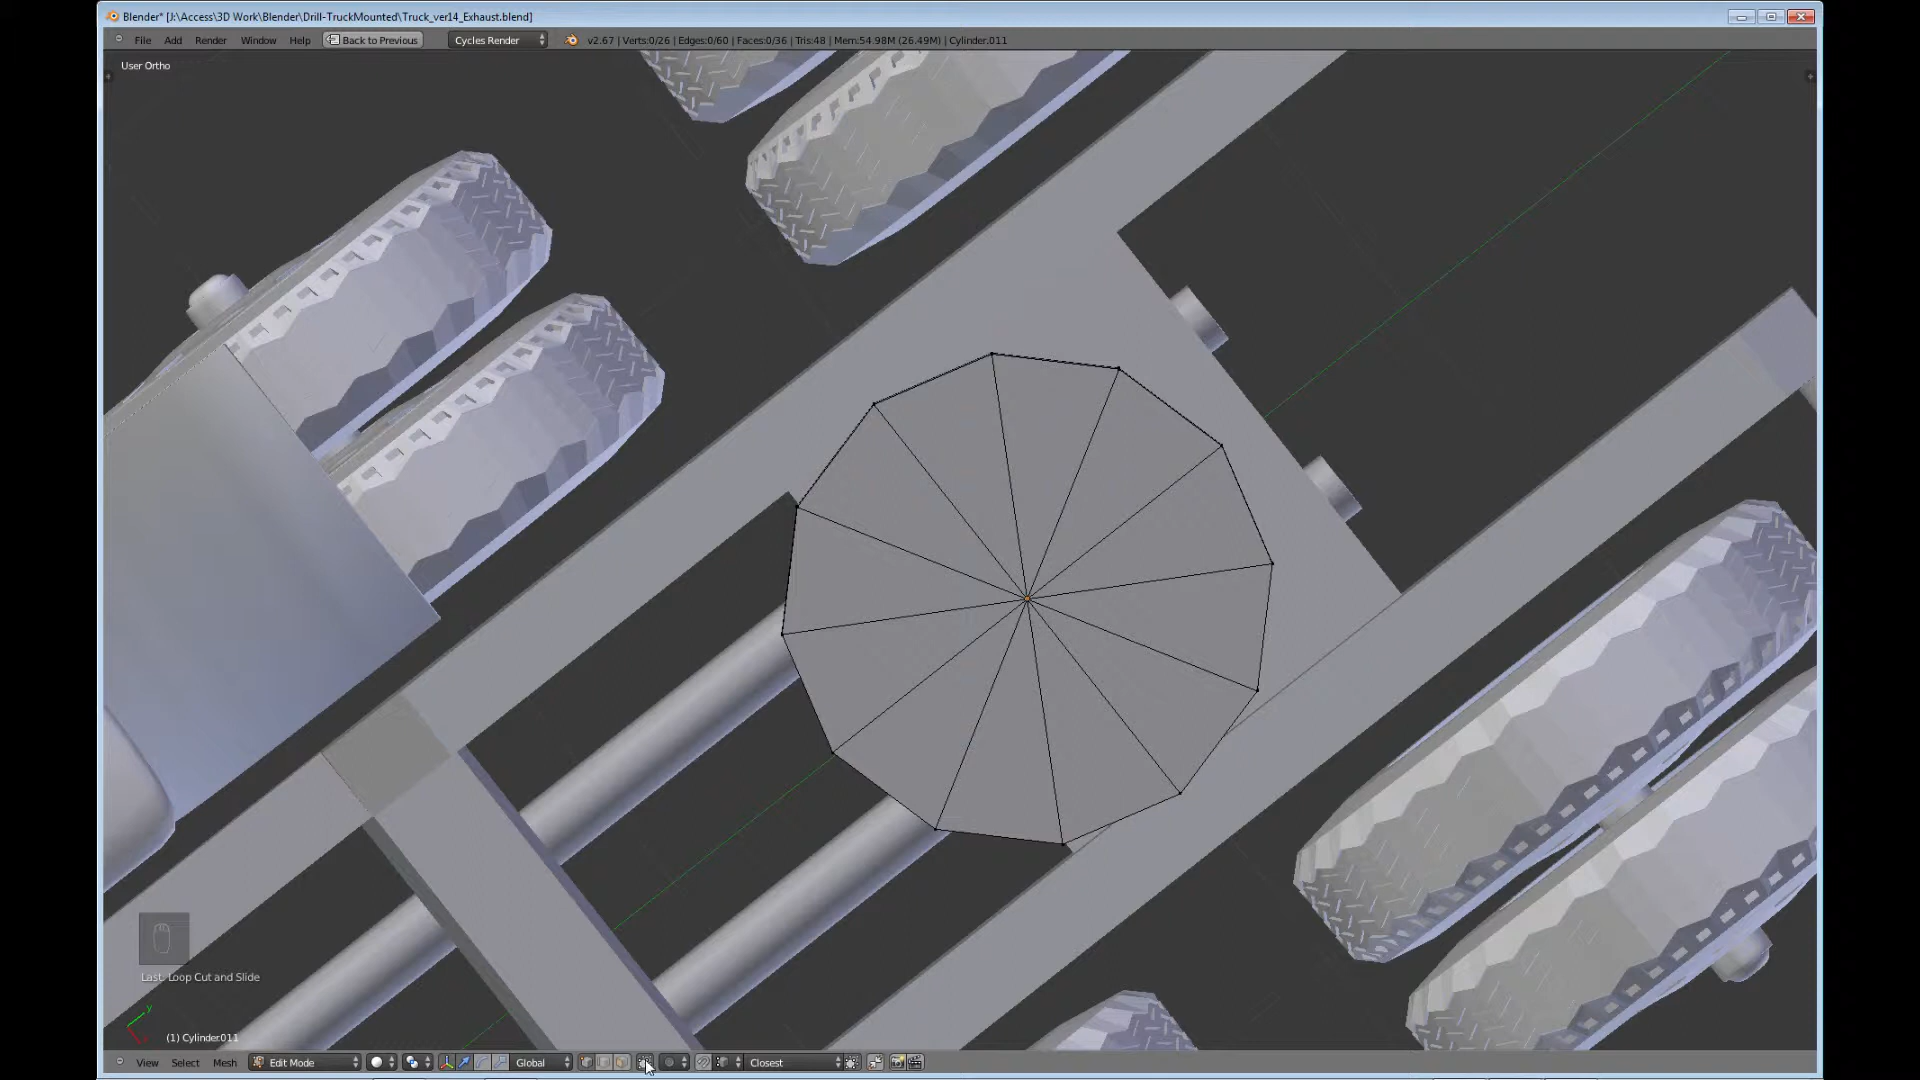 Blender* [J:\Access\3D Work\Blender\Drill-TruckMounted\Truck_ver14_Exhaust.blend]
File Add Render Window Help Back to Previous Cycles Render v2.67 | Verts:0/26 | Edges:0/60 | Faces:0/36 | Tris:48 | Mem:54.98M (26.49M) | Cylinder.011
User Ortho
Last: Loop Cut and Slide
y
(1) Cylinder.011
View Select Mesh Edit Mode Global Closest